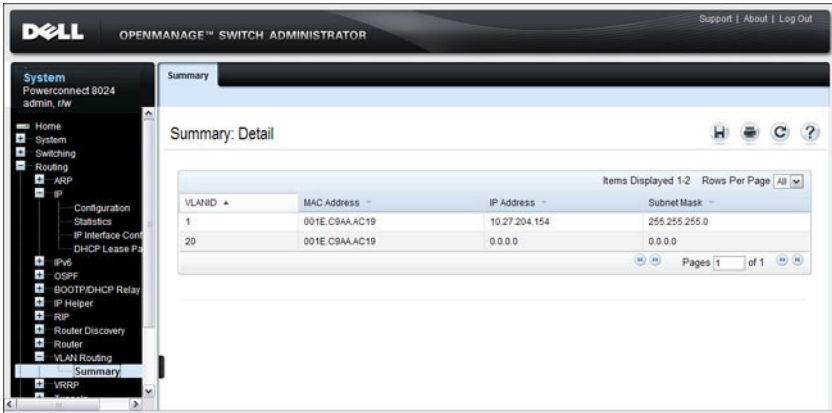 DELL
OPENMANAGE™ SWITCH ADMINISTRATOR
Support | About | Log Out
System
Powerconnect 8024
admin, r/w
Home
System
Switching
Routing
ARP
IP
Configuration
Statistics
IP Interface Conf
DHCP Lease Pa
IPv6
OSPF
BOOTP/DHCP Relay
IP Helper
RIP
Router Discovery
Router
VLAN Routing
Summary
VRRP
Summary
Summary: Detail
Items Displayed 1-2 Rows Per Page All
VLANID MAC Address IP Address Subnet Mask
1 001E.C9AA.AC19 10.27.204.154 255.255.255.0
20 001E.C9AA.AC19 0.0.0.0 0.0.0.0
Pages 1 of 1